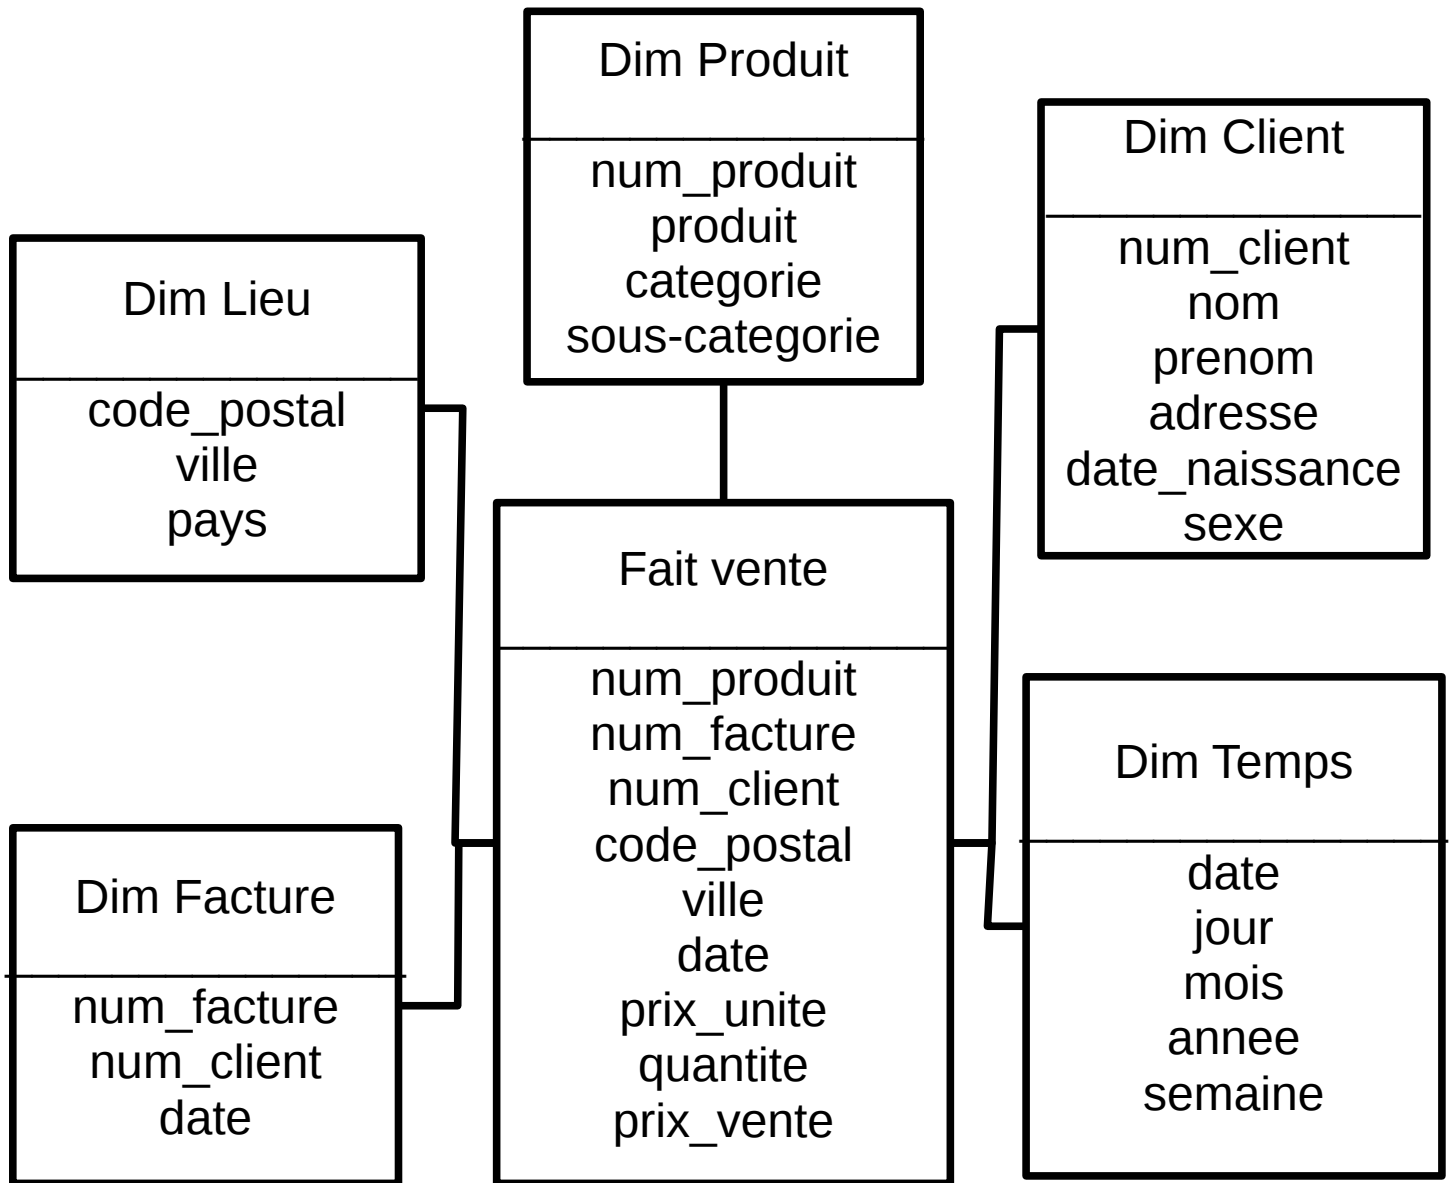 Dim Produit
num_produit
produit
categorie
sous-categorie
Dim Client
num_client
nom
prenom
adresse
date_naissance
sexe
Dim Lieu
code_postal
ville
pays
Fait vente
num_produit
num_facture
num_client
code_postal
ville
date
prix_unite
quantite
prix_vente
Dim Temps
date
jour
mois
annee
semaine
Dim Facture
num_facture
num_client
date